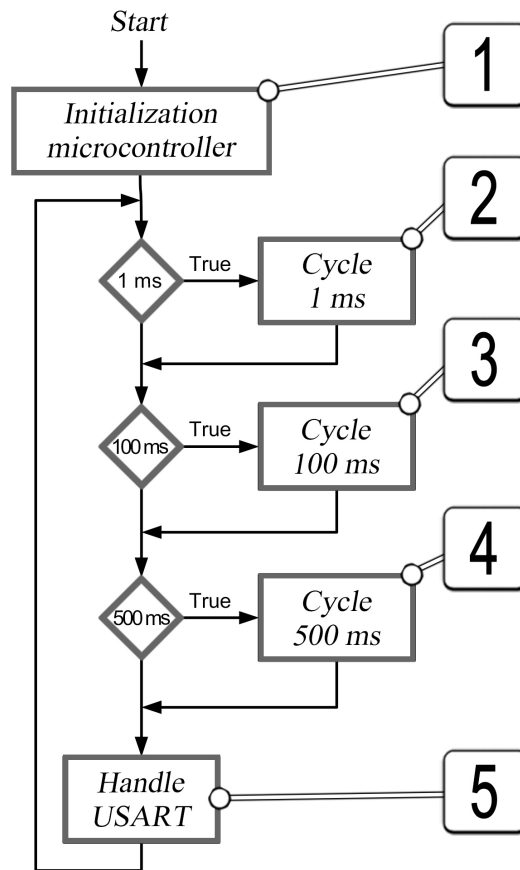 Start
1
Initialization
microcontroller
2
1 ms
True
Cycle
1 ms
3
100 ms
True
Cycle
100 ms
4
500 ms
True
Cycle
500 ms
5
Handle
USART